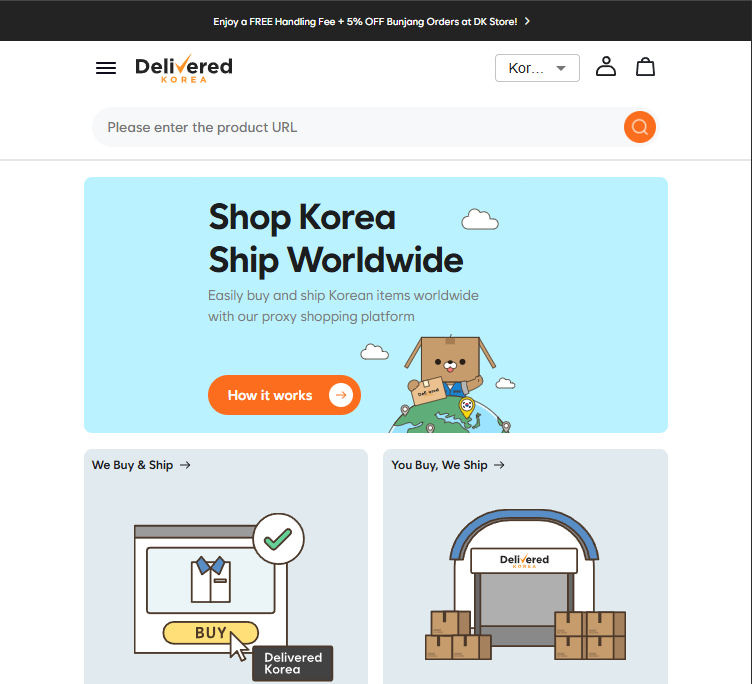 Enjoy a FREE Handling Fee + 5% OFF Bunjang Orders at DK Store!
Delivered
KOREA
Kor...
Please enter the product URL
Shop Korea
Ship Worldwide
Easily buy and ship Korean items worldwide
with our proxy shopping platform
How it works
Delivered
We Buy & Ship
You Buy, We Ship
Delivered
KOREA
BUY
Delivered
Korea